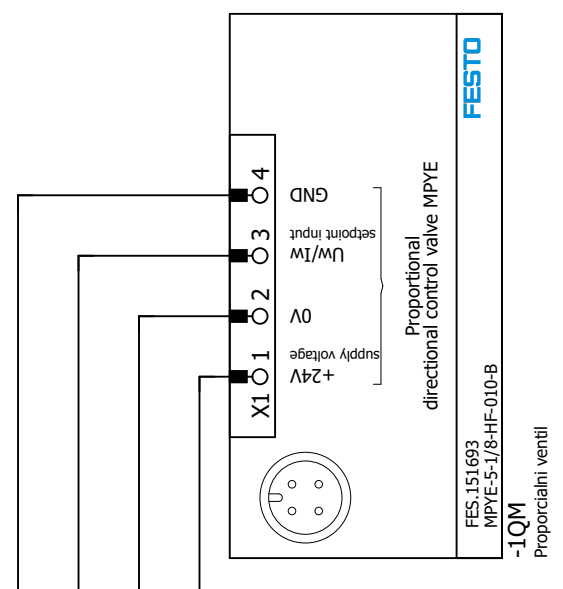 FESTO
4
GND
3
Uw/Iw
setpoint input
2
0V
1
+24V
supply voltage
X1
Proportional
directional control valve MPYE
FES.151693
MPYE-5-1/8-HF-010-B
-1QM
Proporcialni ventil